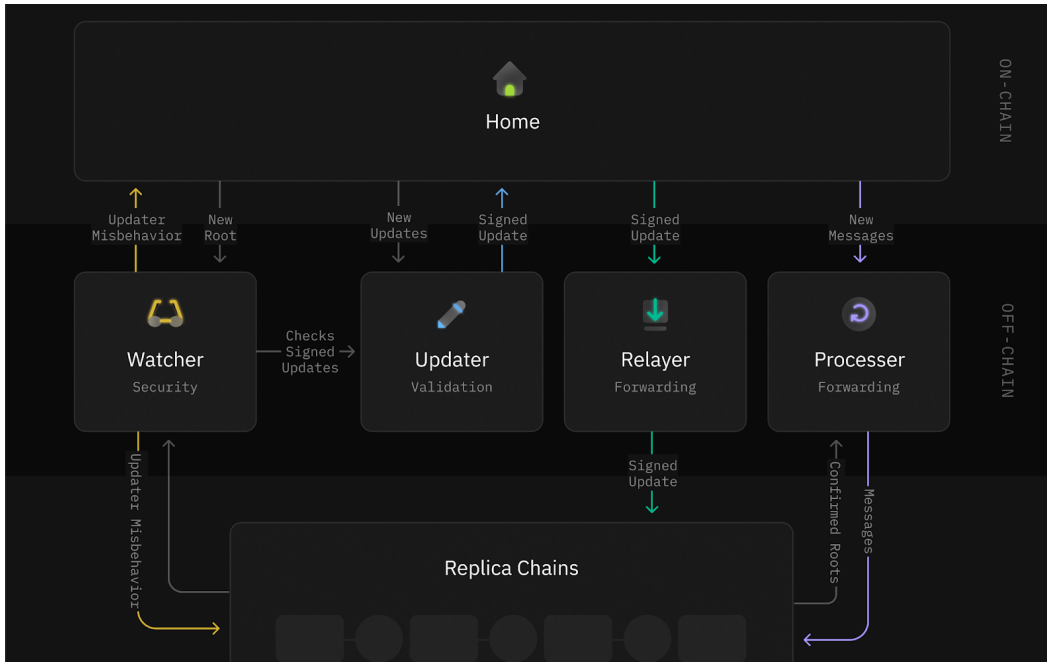 Home
ON-CHAIN
Updater
Misbehavior
New
Root
New
Updates
Signed
Update
Signed
Update
New
Messages
Watcher
Security
Checks
Signed
Updates
Updater
Validation
Relayer
Forwarding
Processer
Forwarding
OFF-CHAIN
Updater Misbehavior
Signed
Update
Confirmed Roots
Messages
Replica Chains